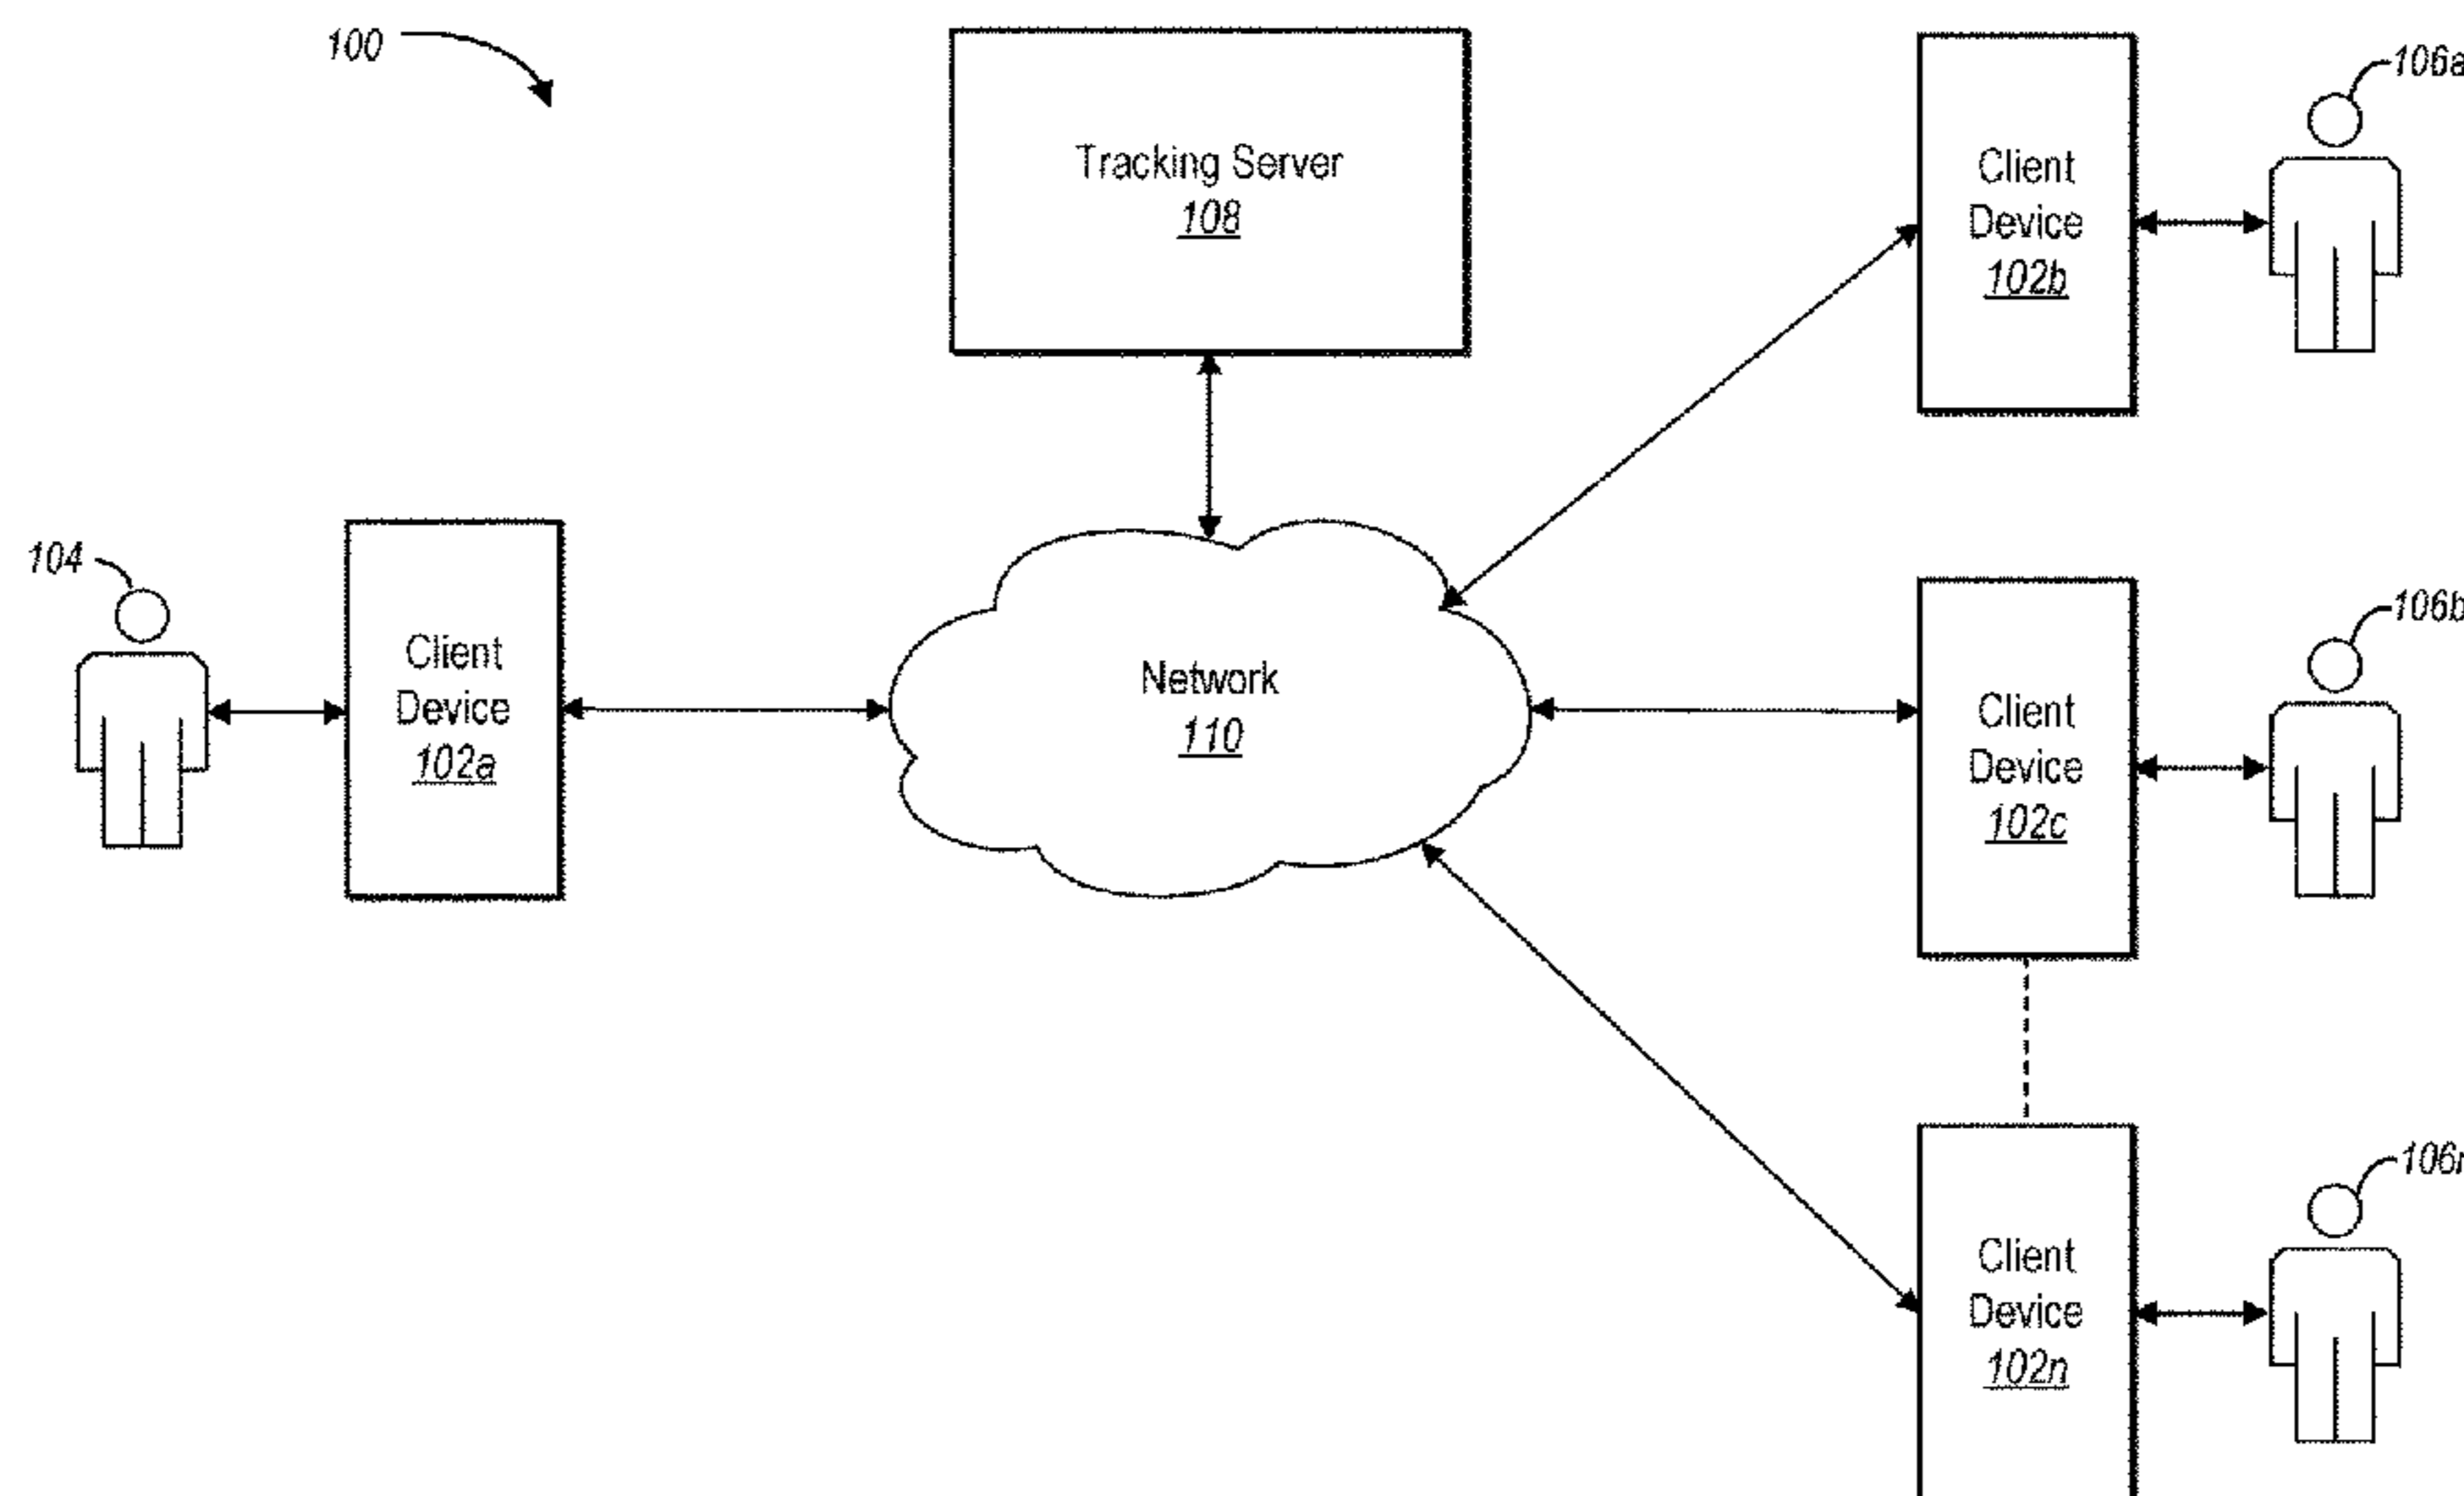 100
Tracking Server
108
Client
Device
102b
106a
104
Client
Device
102a
Network
110
Client
Device
102c
106b
Client
Device
102n